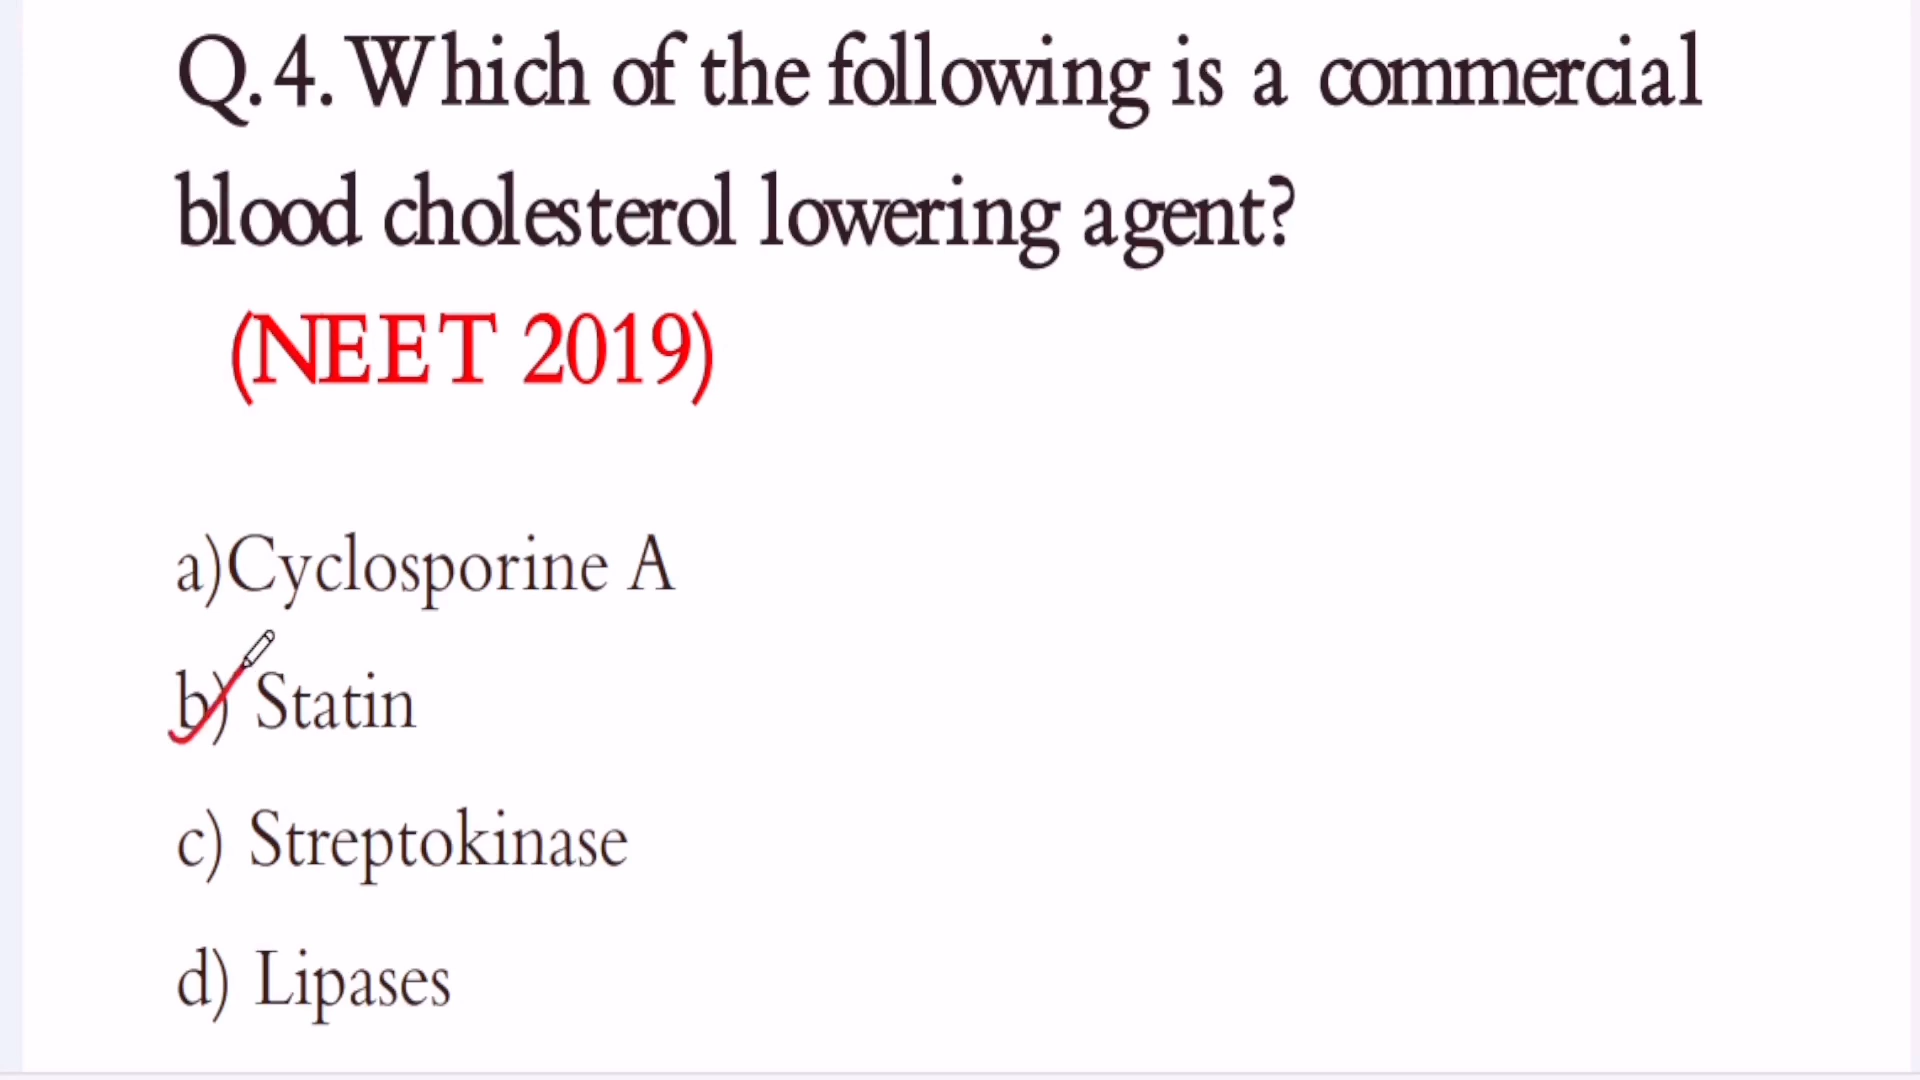 Q.4. Which of the following is a commercial
blood cholesterol lowering agent?
(NEET 2019)
a)Cyclosporine A
b) Statin
c) Streptokinase
d) Lipases